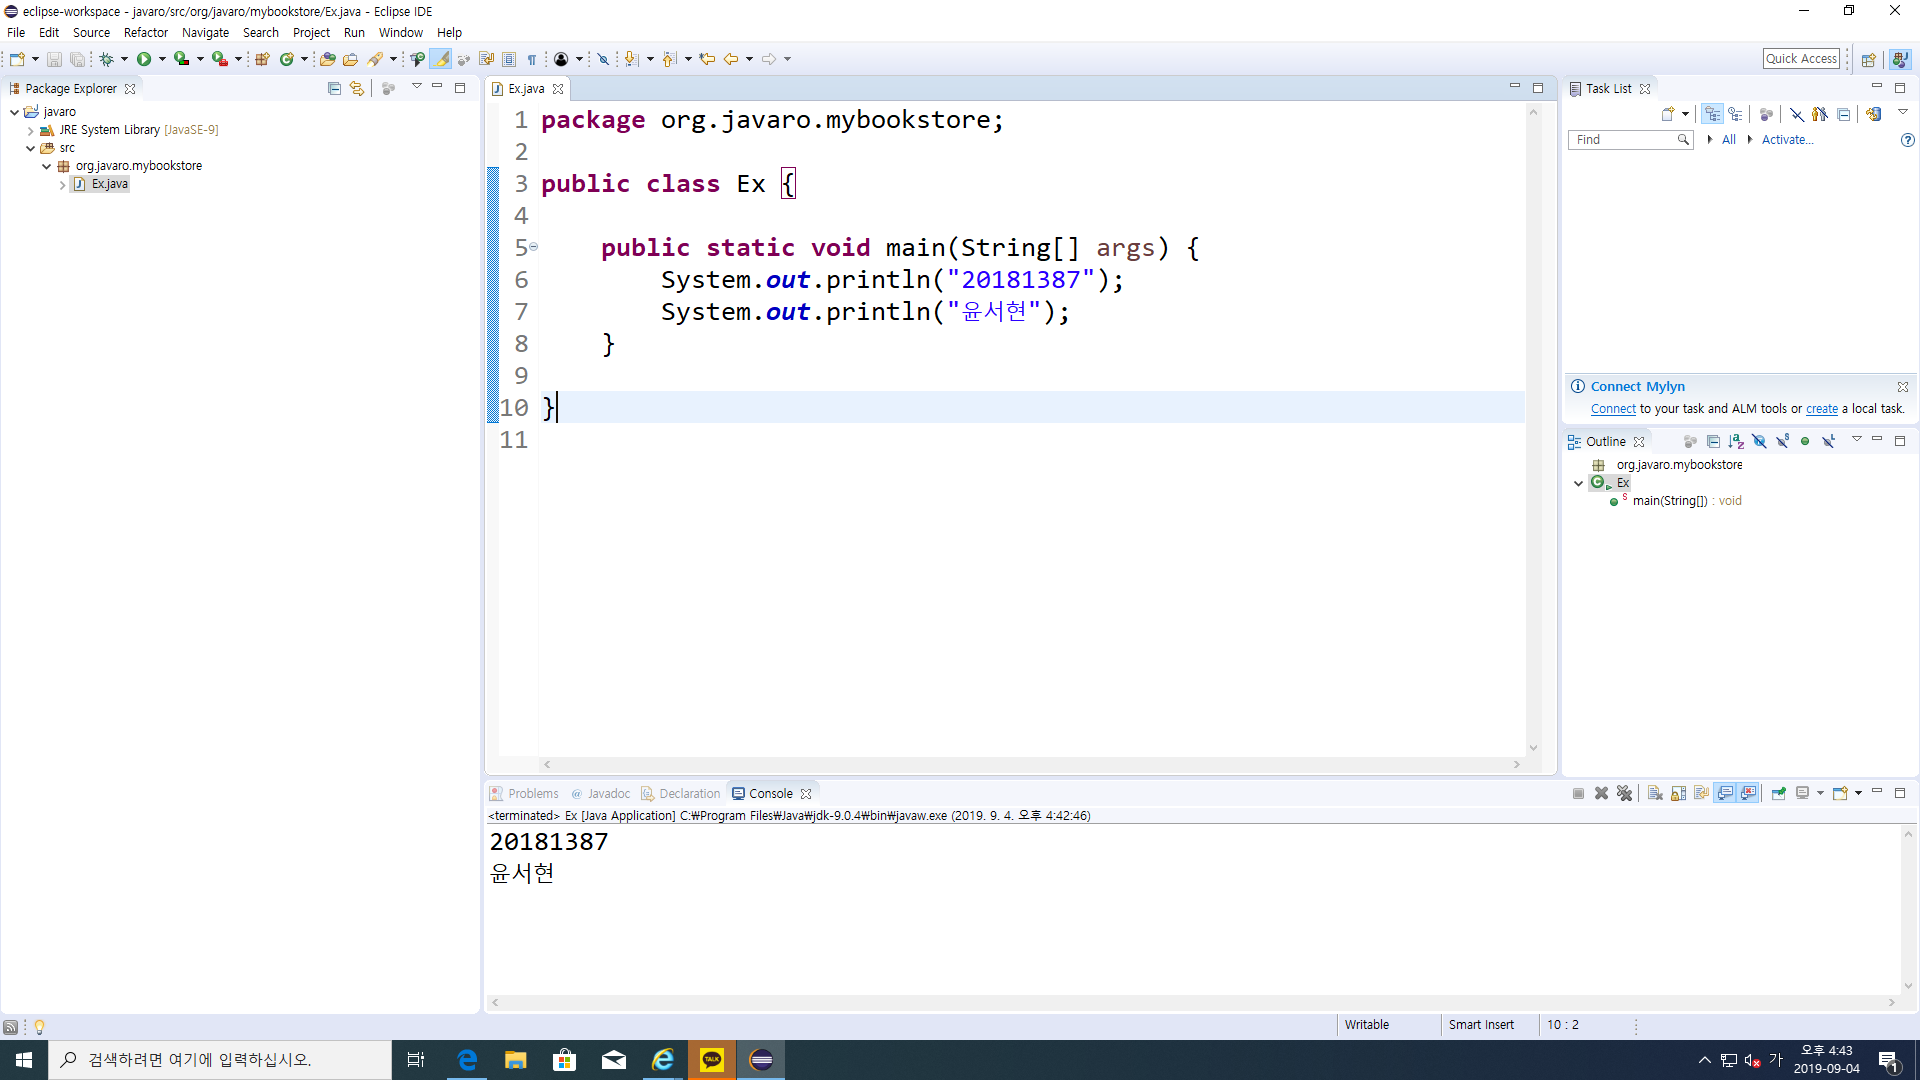 eclipse-workspace - javaro/src/org/javaro/mybookstore/Ex.java - Eclipse IDE
File Edit Source Refactor Navigate Search Project Run Window Help
Quick Access
Package Explorer
javaro
JRE System Library [JavaSE-9]
src
org.javaro.mybookstore
Ex.java
Ex.java
1 package org.javaro.mybookstore;
2
3 public class Ex {
4
5 public static void main(String[] args) {
6 System.out.println("20181387");
7 System.out.println("윤서현");
8 }
9
10 }
11
Task List
Find All Activate...
Connect Mylyn
Connect to your task and ALM tools or create a local task.
Outline
org.javaro.mybookstore
Ex
main(String[]) : void
Problems @ Javadoc Declaration Console
<terminated> Ex [Java Application] C:₩Program Files₩Java₩jdk-9.0.4₩bin₩javaw.exe (2019. 9. 4. 오후 4:42:46)
20181387
윤서현
Writable Smart Insert 10 : 2
검색하려면 여기에 입력하십시오.
TALK
가
오후 4:43
2019-09-04
1